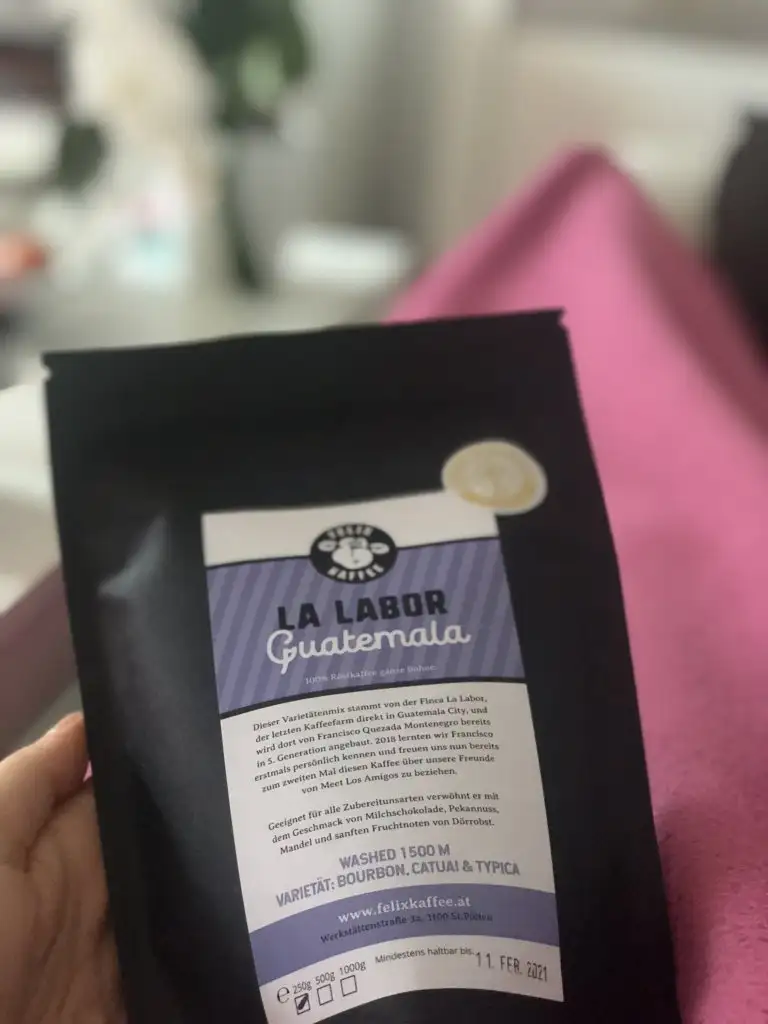 FELIX
KAFFEE
LA LABOR
Guatemala
100% Röstkaffee ganze Bohne
Dieser Varietätenmix stammt von der Finca La Labor,
der letzten Kaffeefarm direkt in Guatemala City, und
wird dort von Francisco Quezada Montenegro bereits
in 5. Generation angebaut. 2018 lernten wir Francisco
erstmals persönlich kennen und freuen uns nun bereits
zum zweiten Mal diesen Kaffee über unsere Freunde
von Meet Los Amigos zu beziehen.
Geeignet für alle Zubereitunsarten verwöhnt er mit
dem Geschmack von Milchschokolade, Pekannuss,
Mandel und sanften Fruchtnoten von Dörrobst.
WASHED 1500 M
VARIETÄT: BOURBON, CATUAI & TYPICA
www.felixkaffee.at
Werkstättenstraße 3a, 3100 St.Pölten
e 250g 500g 1000g Mindestens haltbar bis: 11. FEB. 2021